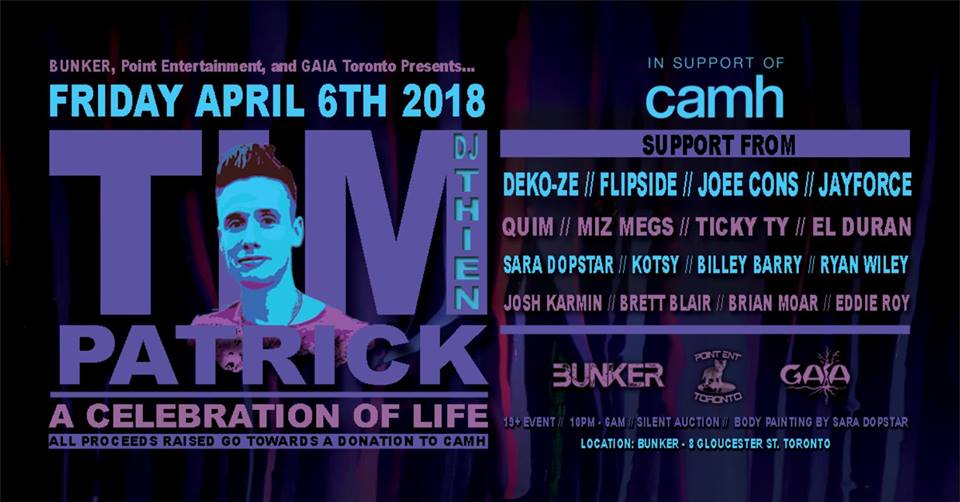 BUNKER, Point Entertainment, and GAIA Toronto Presents...
FRIDAY APRIL 6TH 2018
TIM
DJ THIEN
PATRICK
A CELEBRATION OF LIFE
ALL PROCEEDS RAISED GO TOWARDS A DONATION TO CAMH
IN SUPPORT OF
camh
SUPPORT FROM
DEKO-ZE // FLIPSIDE // JOEE CONS // JAYFORCE
QUIM // MIZ MEGS // TICKY TY // EL DURAN
SARA DOPSTAR // KOTSY // BILLEY BARRY // RYAN WILEY
JOSH KARMIN // BRETT BLAIR // BRIAN MOAR // EDDIE ROY
BUNKER
POINT ENT
TORONTO
GAIA
19+ EVENT // 10PM - 6AM // SILENT AUCTION // BODY PAINTING BY SARA DOPSTAR
LOCATION: BUNKER - 8 GLOUCESTER ST. TORONTO